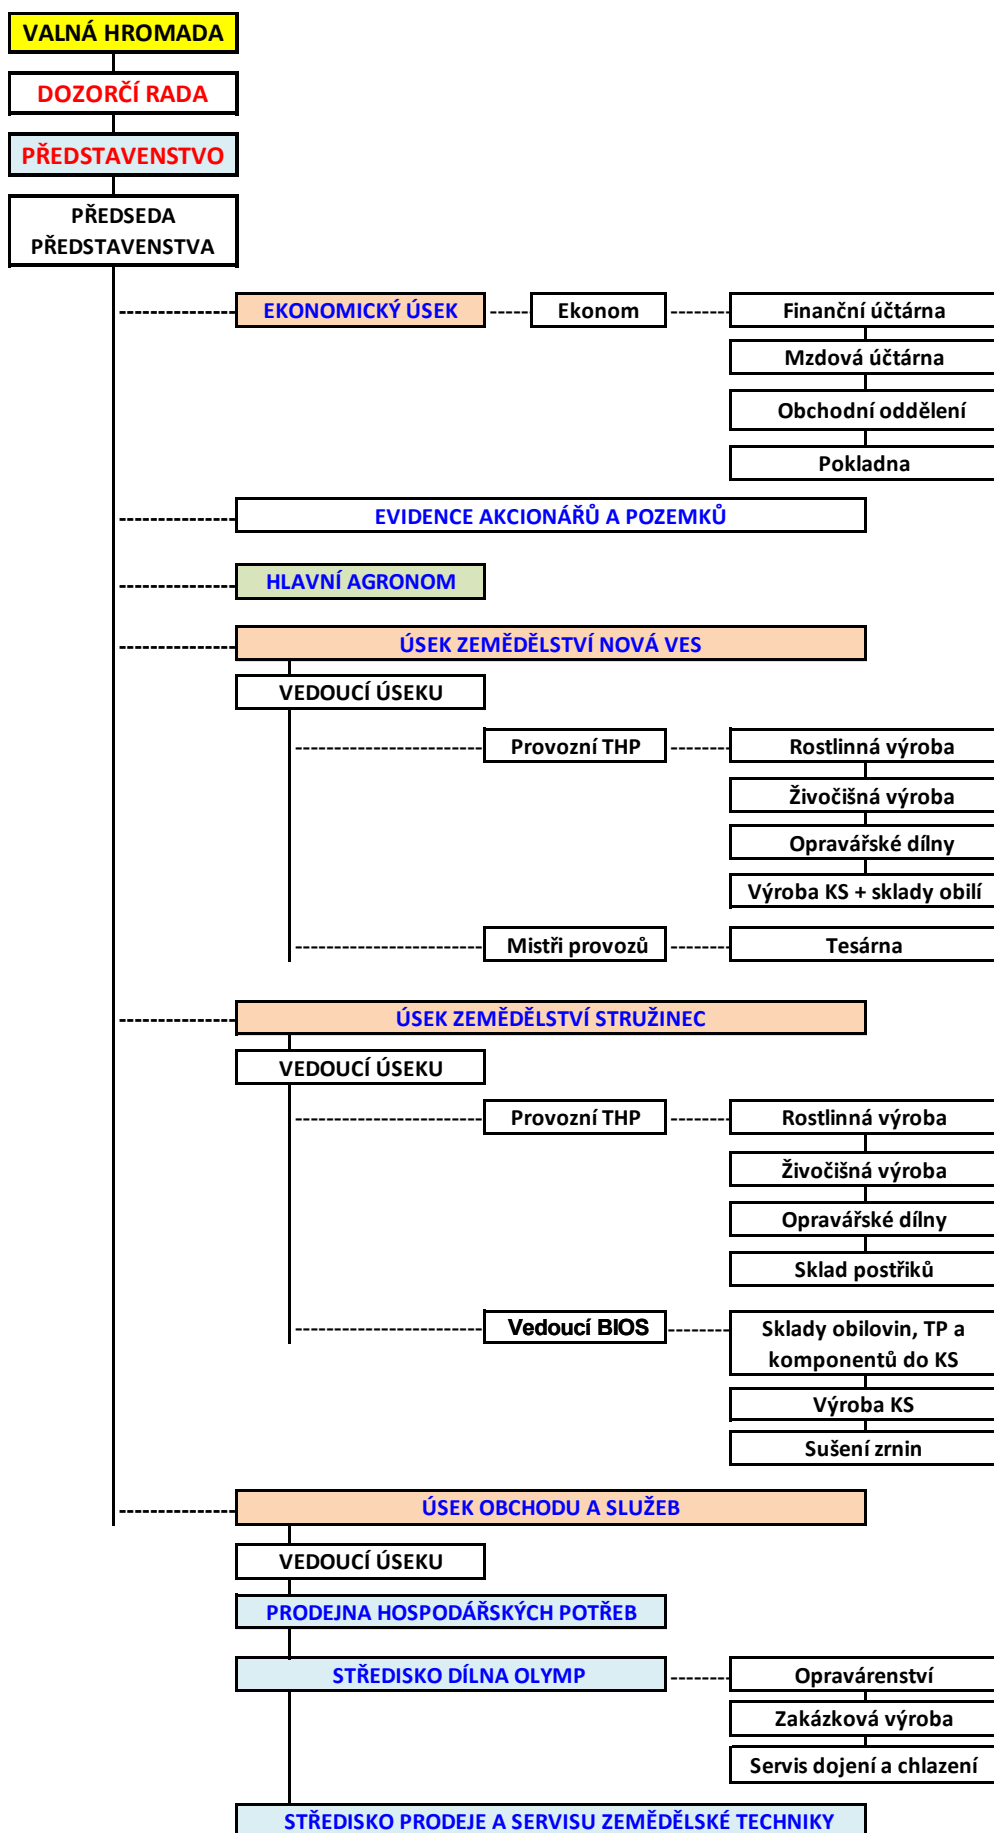 VALNÁ HROMADA
DOZORČÍ RADA
PŘEDSTAVENSTVO
PŘEDSEDA
PŘEDSTAVENSTVA
EKONOMICKÝ ÚSEK
Ekonom
Finanční účtárna
Mzdová účtárna
Obchodní oddělení
Pokladna
EVIDENCE AKCIONÁŘŮ A POZEMKŮ
HLAVNÍ AGRONOM
ÚSEK ZEMĚDĚLSTVÍ NOVÁ VES
VEDOUCÍ ÚSEKU
Provozní THP
Rostlinná výroba
Živočišná výroba
Opravářské dílny
Výroba KS + sklady obilí
Mistři provozů
Tesárna
ÚSEK ZEMĚDĚLSTVÍ STRUŽINEC
VEDOUCÍ ÚSEKU
Provozní THP
Rostlinná výroba
Živočišná výroba
Opravářské dílny
Sklad postřiků
Vedoucí BIOS
Sklady obilovin, TP a
komponentů do KS
Výroba KS
Sušení zrnin
ÚSEK OBCHODU A SLUŽEB
VEDOUCÍ ÚSEKU
PRODEJNA HOSPODÁŘSKÝCH POTŘEB
STŘEDISKO DÍLNA OLYMP
Opravárenství
Zakázková výroba
Servis dojení a chlazení
STŘEDISKO PRODEJE A SERVISU ZEMĚDĚLSKÉ TECHNIKY